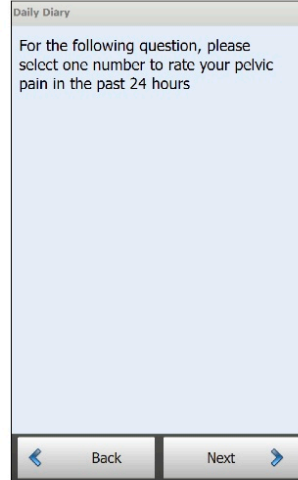 Daily Diary
For the following question, please
select one number to rate your pelvic
pain in the past 24 hours
Back
Next